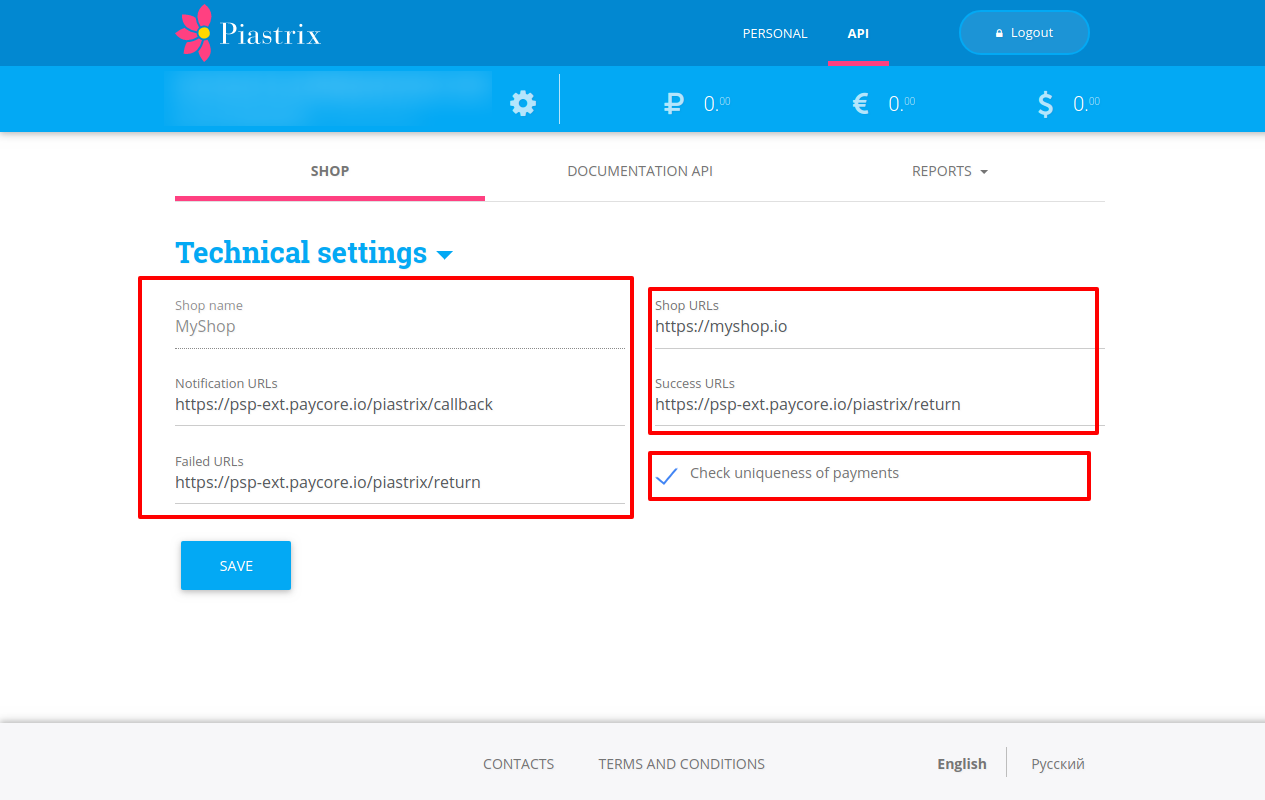 Piastrix
PERSONAL
API
Logout
₽ 0.00
€ 0.00
$ 0.00
SHOP
DOCUMENTATION API
REPORTS
Technical settings
Shop name
MyShop
Shop URLs
https://myshop.io
Notification URLs
https://psp-ext.paycore.io/piastrix/callback
Success URLs
https://psp-ext.paycore.io/piastrix/return
Failed URLs
https://psp-ext.paycore.io/piastrix/return
Check uniqueness of payments
SAVE
CONTACTS
TERMS AND CONDITIONS
English
Русский